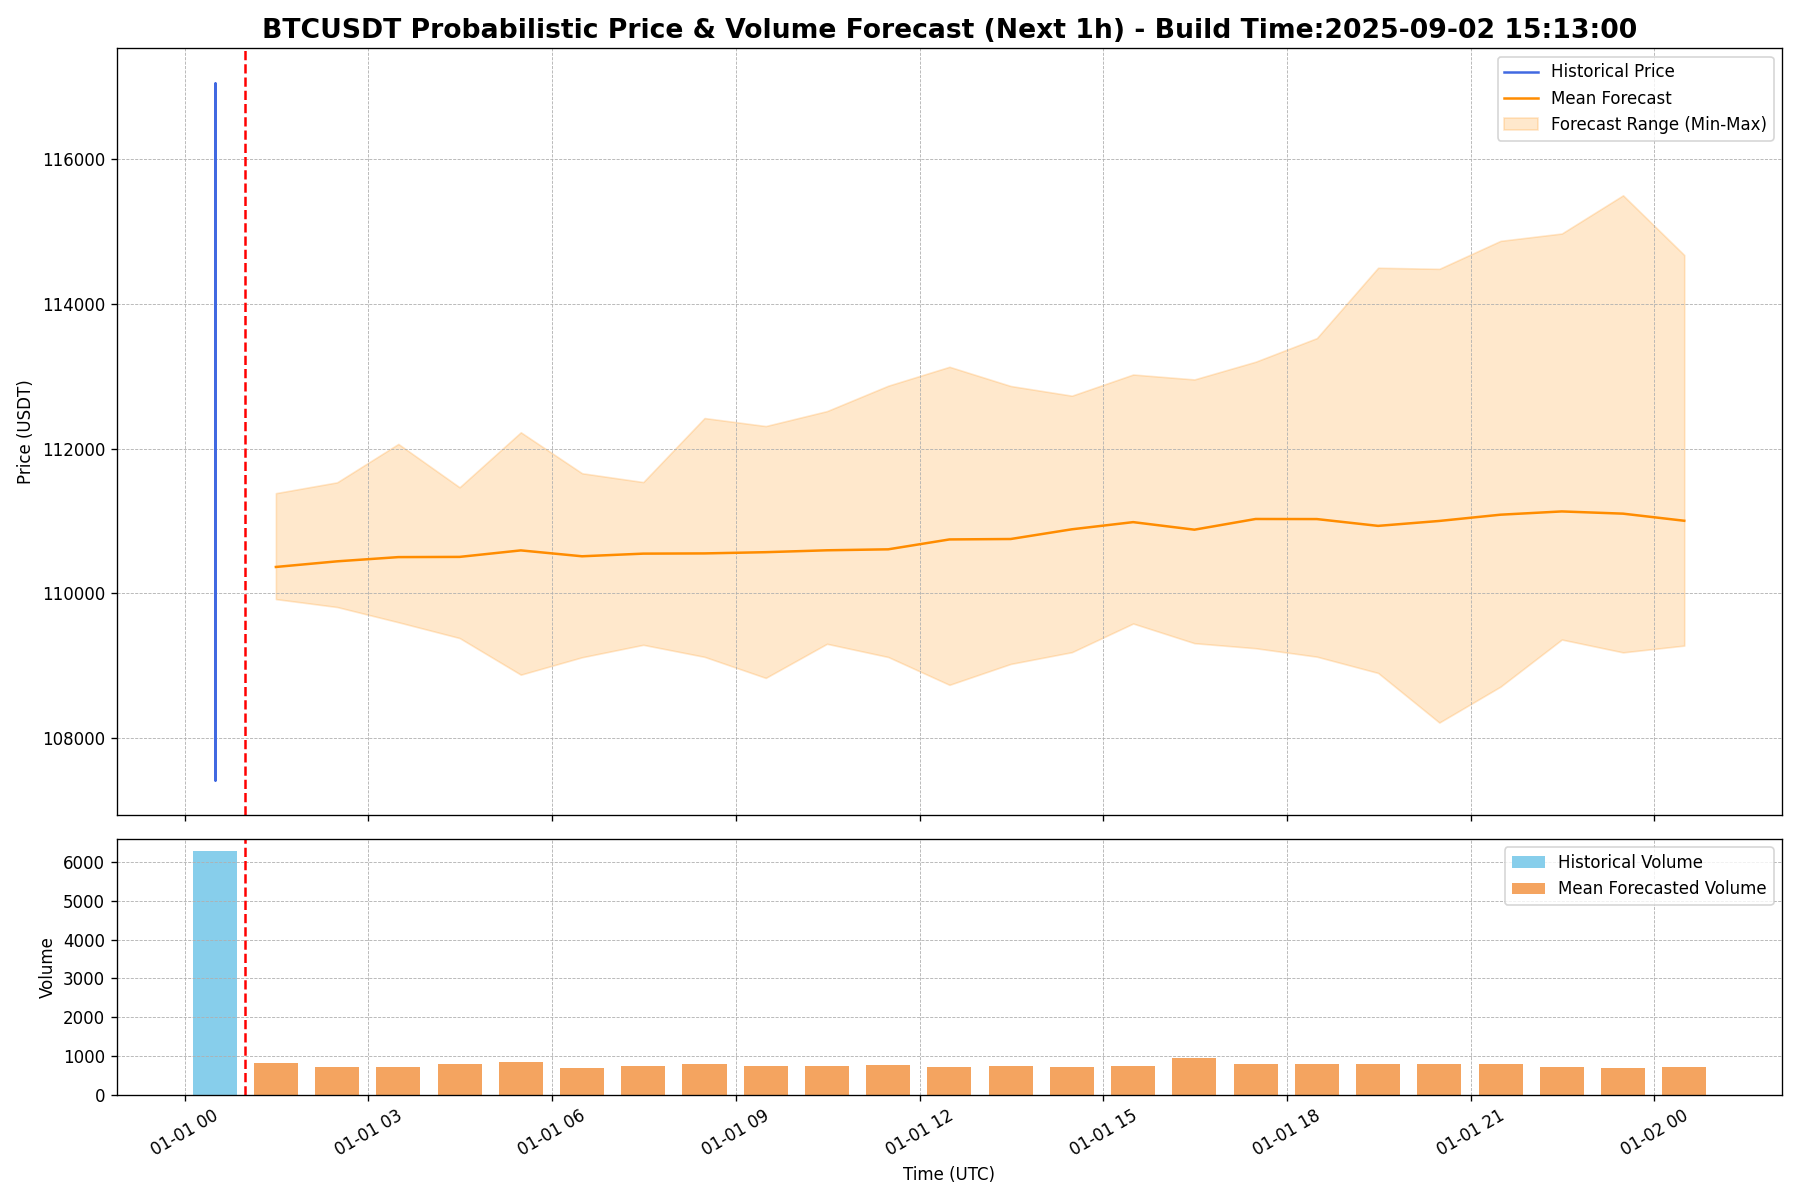 BTCUSDT Probabilistic Price & Volume Forecast (Next 1h) - Build Time:2025-09-02 15:13:00
Historical Price
Mean Forecast
Forecast Range (Min-Max)
116000
114000
112000
110000
108000
Price (USDT)
Historical Volume
Mean Forecasted Volume
6000
5000
4000
3000
2000
1000
0
Volume
01-01 00
01-01 03
01-01 06
01-01 09
01-01 12
01-01 15
01-01 18
01-01 21
01-02 00
Time (UTC)